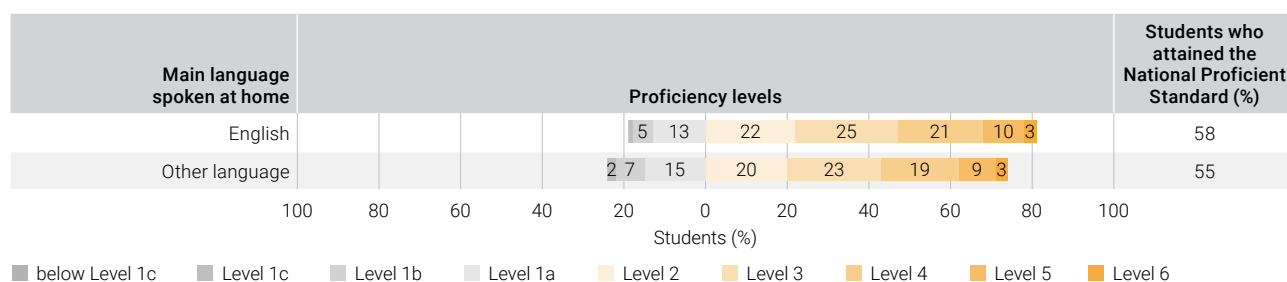 Main language
spoken at home
Proficiency levels
Students who
attained the
National Proficient
Standard (%)
English 5 13 22 25 21 10 3 58
Other language 2 7 15 20 23 19 9 3 55
100 80 60 40 20 0 20 40 60 80 100
Students (%)
below Level 1c Level 1c Level 1b Level 1a Level 2 Level 3 Level 4 Level 5 Level 6